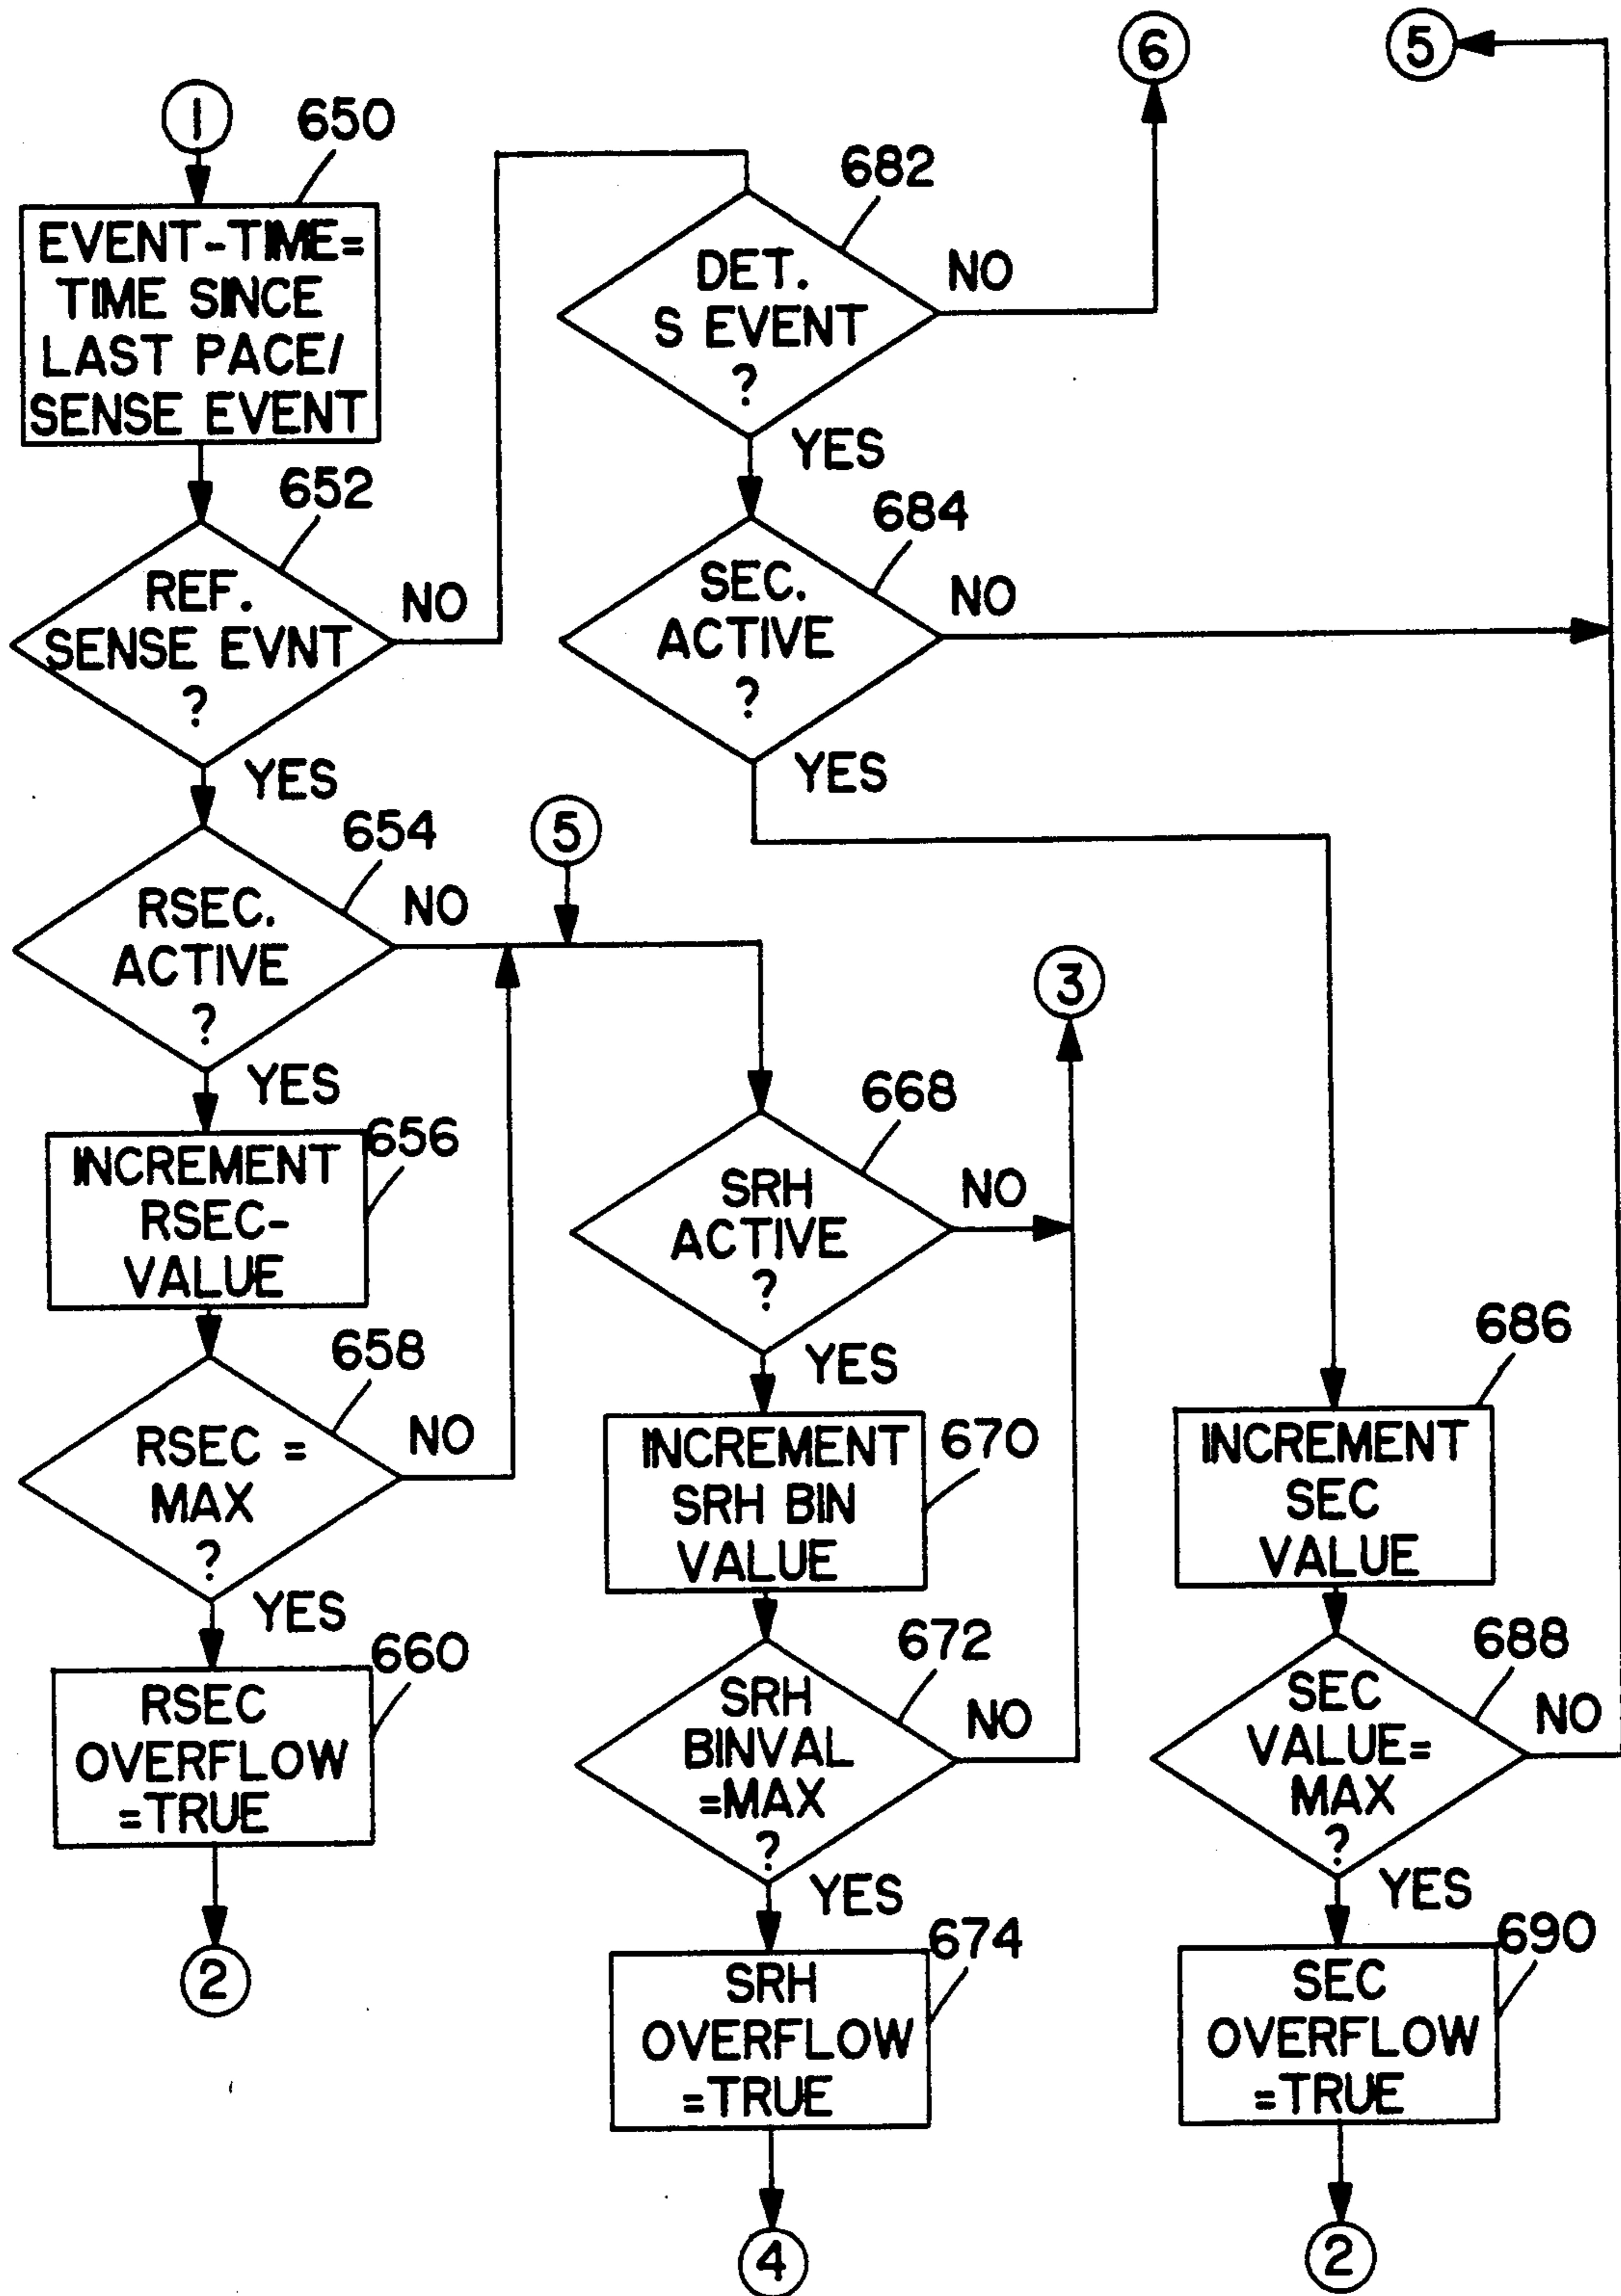 1
650
EVENT-TIME=
TIME SINCE
LAST PACE/
SENSE EVENT
652
REF.
SENSE EVNT
?
NO
YES
654
RSEC.
ACTIVE
?
NO
YES
656
INCREMENT
RSEC-
VALUE
658
RSEC =
MAX
?
NO
YES
660
RSEC
OVERFLOW
=TRUE
2
6
682
DET.
S EVENT
?
NO
YES
684
SEC.
ACTIVE
?
NO
YES
5
3
668
SRH
ACTIVE
?
NO
YES
670
INCREMENT
SRH BIN
VALUE
672
SRH
BINVAL
=MAX
?
NO
YES
674
SRH
OVERFLOW
=TRUE
4
5
686
INCREMENT
SEC
VALUE
688
SEC
VALUE=
MAX
?
NO
YES
690
SEC
OVERFLOW
=TRUE
2